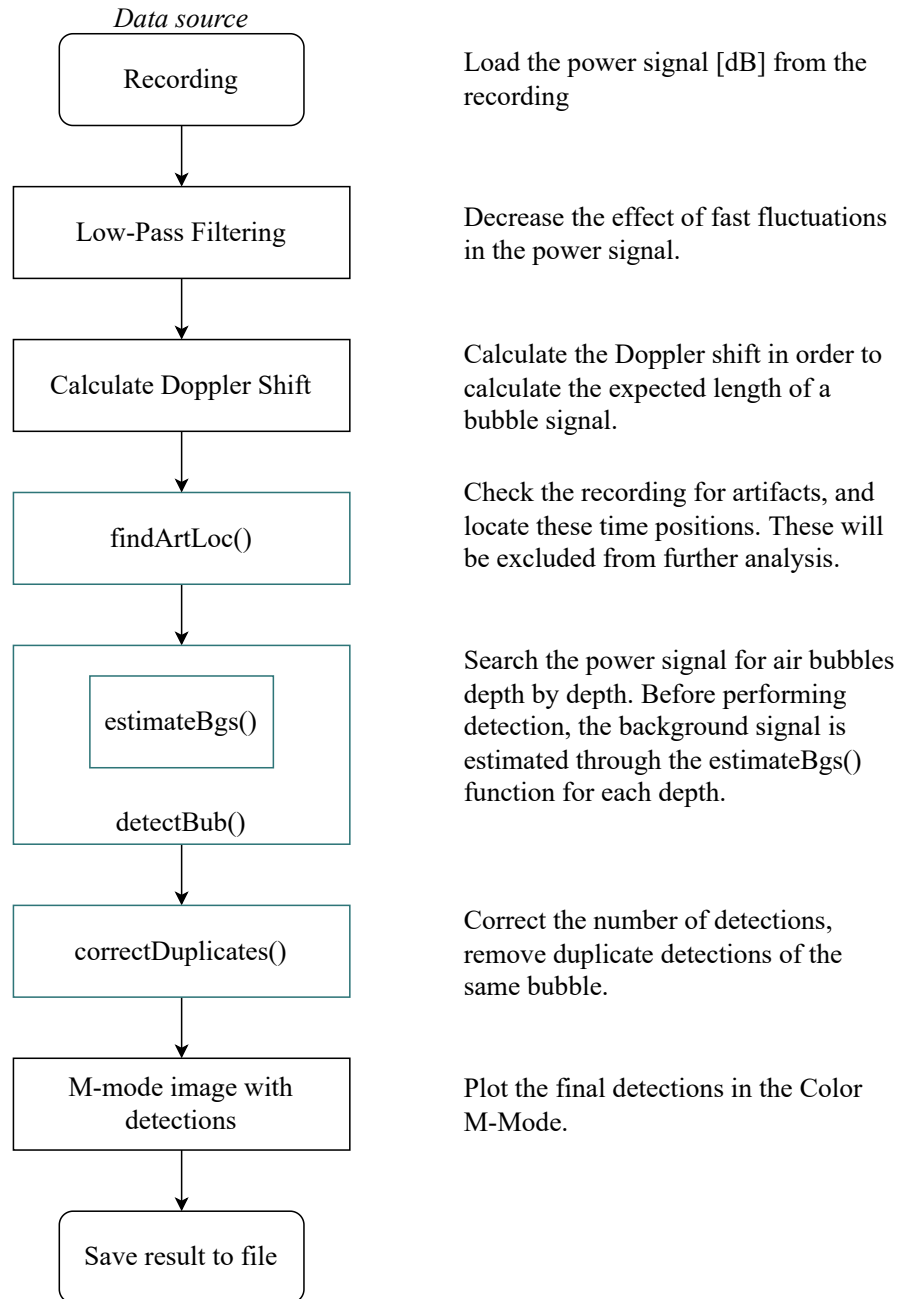 Data source
Recording
Load the power signal [dB] from the
recording
Low-Pass Filtering
Decrease the effect of fast fluctuations
in the power signal.
Calculate Doppler Shift
Calculate the Doppler shift in order to
calculate the expected length of a
bubble signal.
findArtLoc()
Check the recording for artifacts, and
locate these time positions. These will
be excluded from further analysis.
estimateBgs()
detectBub()
Search the power signal for air bubbles
depth by depth. Before performing
detection, the background signal is
estimated through the estimateBgs()
function for each depth.
correctDuplicates()
Correct the number of detections,
remove duplicate detections of the
same bubble.
M-mode image with
detections
Plot the final detections in the Color
M-Mode.
Save result to file